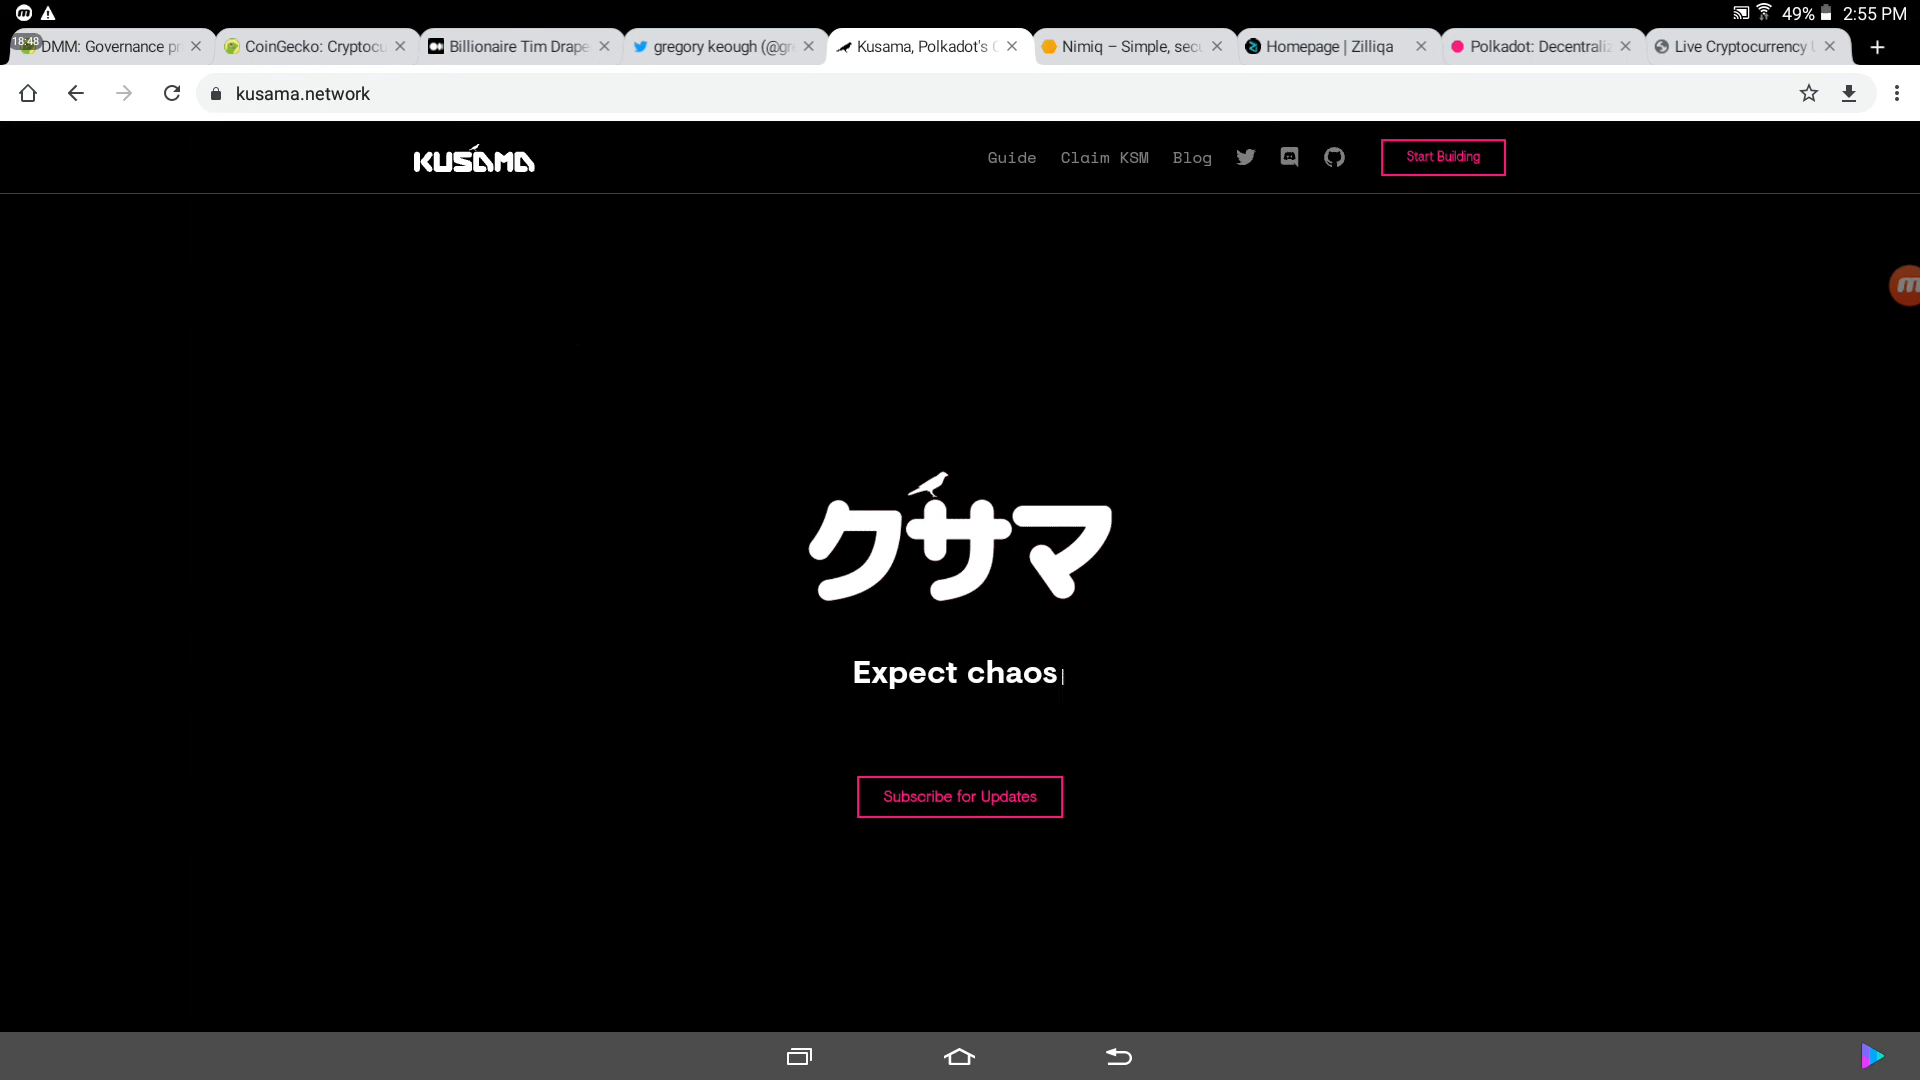 49% 2:55 PM
18:48 DMM: Governance pr
CoinGecko: Cryptocu
Billionaire Tim Drape
gregory keough (@gr
Kusama, Polkadot's
Nimiq – Simple, secu
Homepage | Zilliqa
Polkadot: Decentraliz
Live Cryptocurrency
kusama.network
KUSAMA
Guide Claim KSM Blog Start Building
クサマ
Expect chaos
Subscribe for Updates